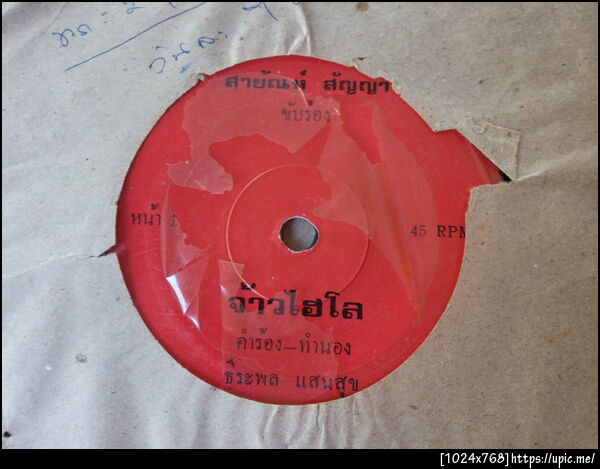 สายัณห์ สัญญา
ขับร้อง
หน้า 1
45 RPM
จ้าวไฮโล
คำร้อง–ทำนอง
ธีระพล แสนสุข
[1024x768]https://upic.me/